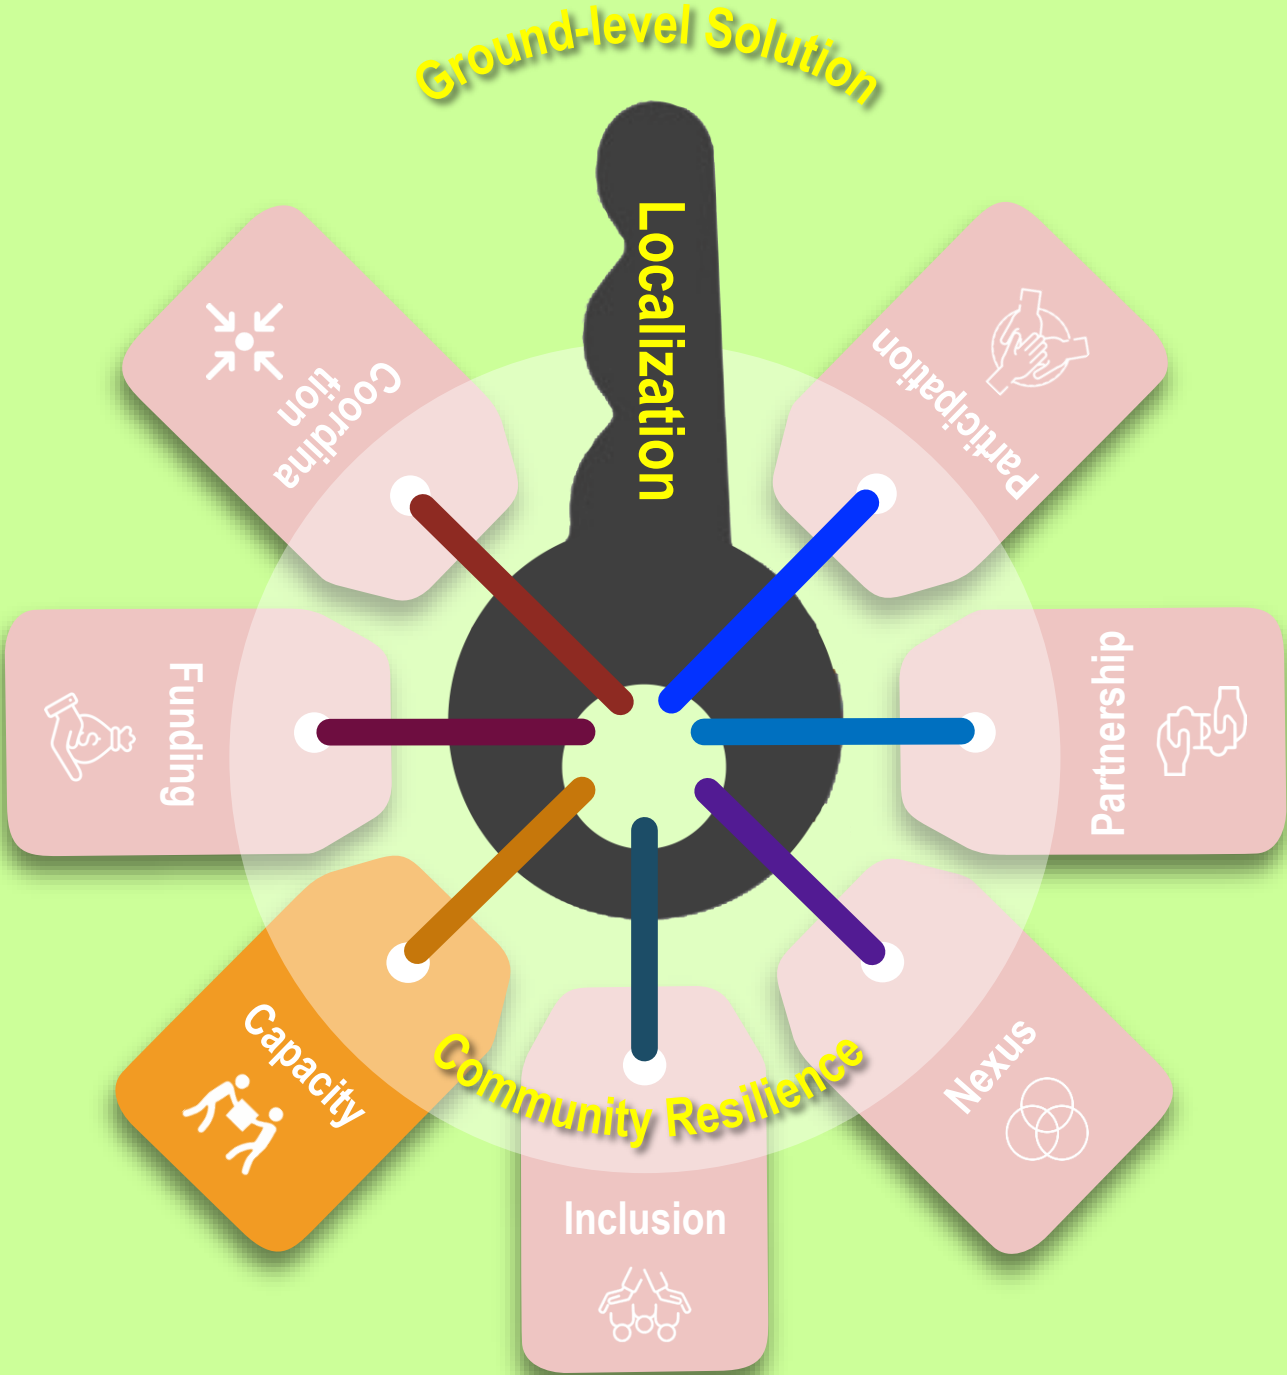 Ground-level Solution
Localization
Participation
Partnership
Nexus
Inclusion
Capacity
Funding
Coordina
tion
Community Resilience